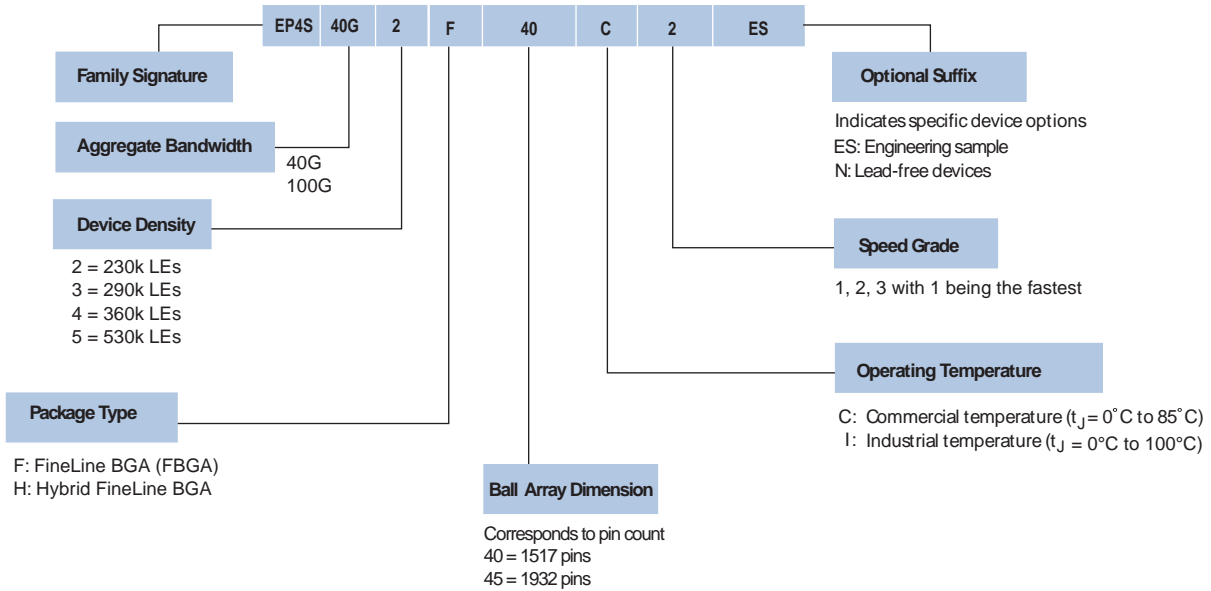 EP4S 40G 2 F 40 C 2 ES
Family Signature
Optional Suffix
Indicates specific device options
ES: Engineering sample
N: Lead-free devices
Aggregate Bandwidth
40G
100G
Device Density
2 = 230k LEs
3 = 290k LEs
4 = 360k LEs
5 = 530k LEs
Speed Grade
1, 2, 3 with 1 being the fastest
Operating Temperature
C: Commercial temperature (tJ = 0°C to 85°C)
I: Industrial temperature (tJ = 0°C to 100°C)
Package Type
F: FineLine BGA (FBGA)
H: Hybrid FineLine BGA
Ball Array Dimension
Corresponds to pin count
40 = 1517 pins
45 = 1932 pins